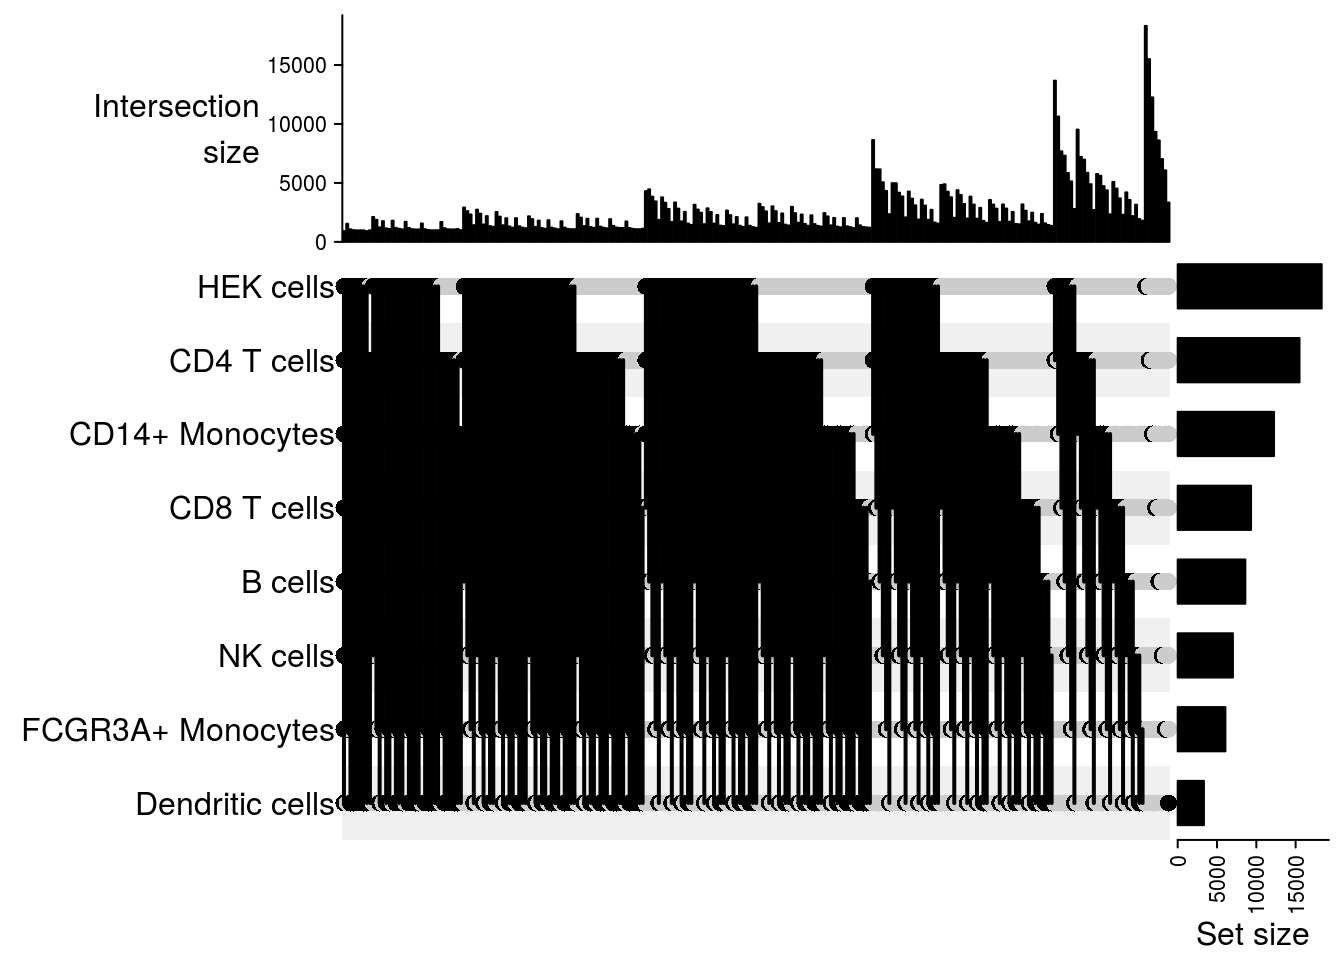 15000
Intersection
10000
size
5000
0
HEK cells
CD4 T cells
CD14+ Monocytes
CD8 T cells
B cells
NK cells
FCGR3A+ Monocytes
Dendritic cells
0
5000
10000
15000
Set size